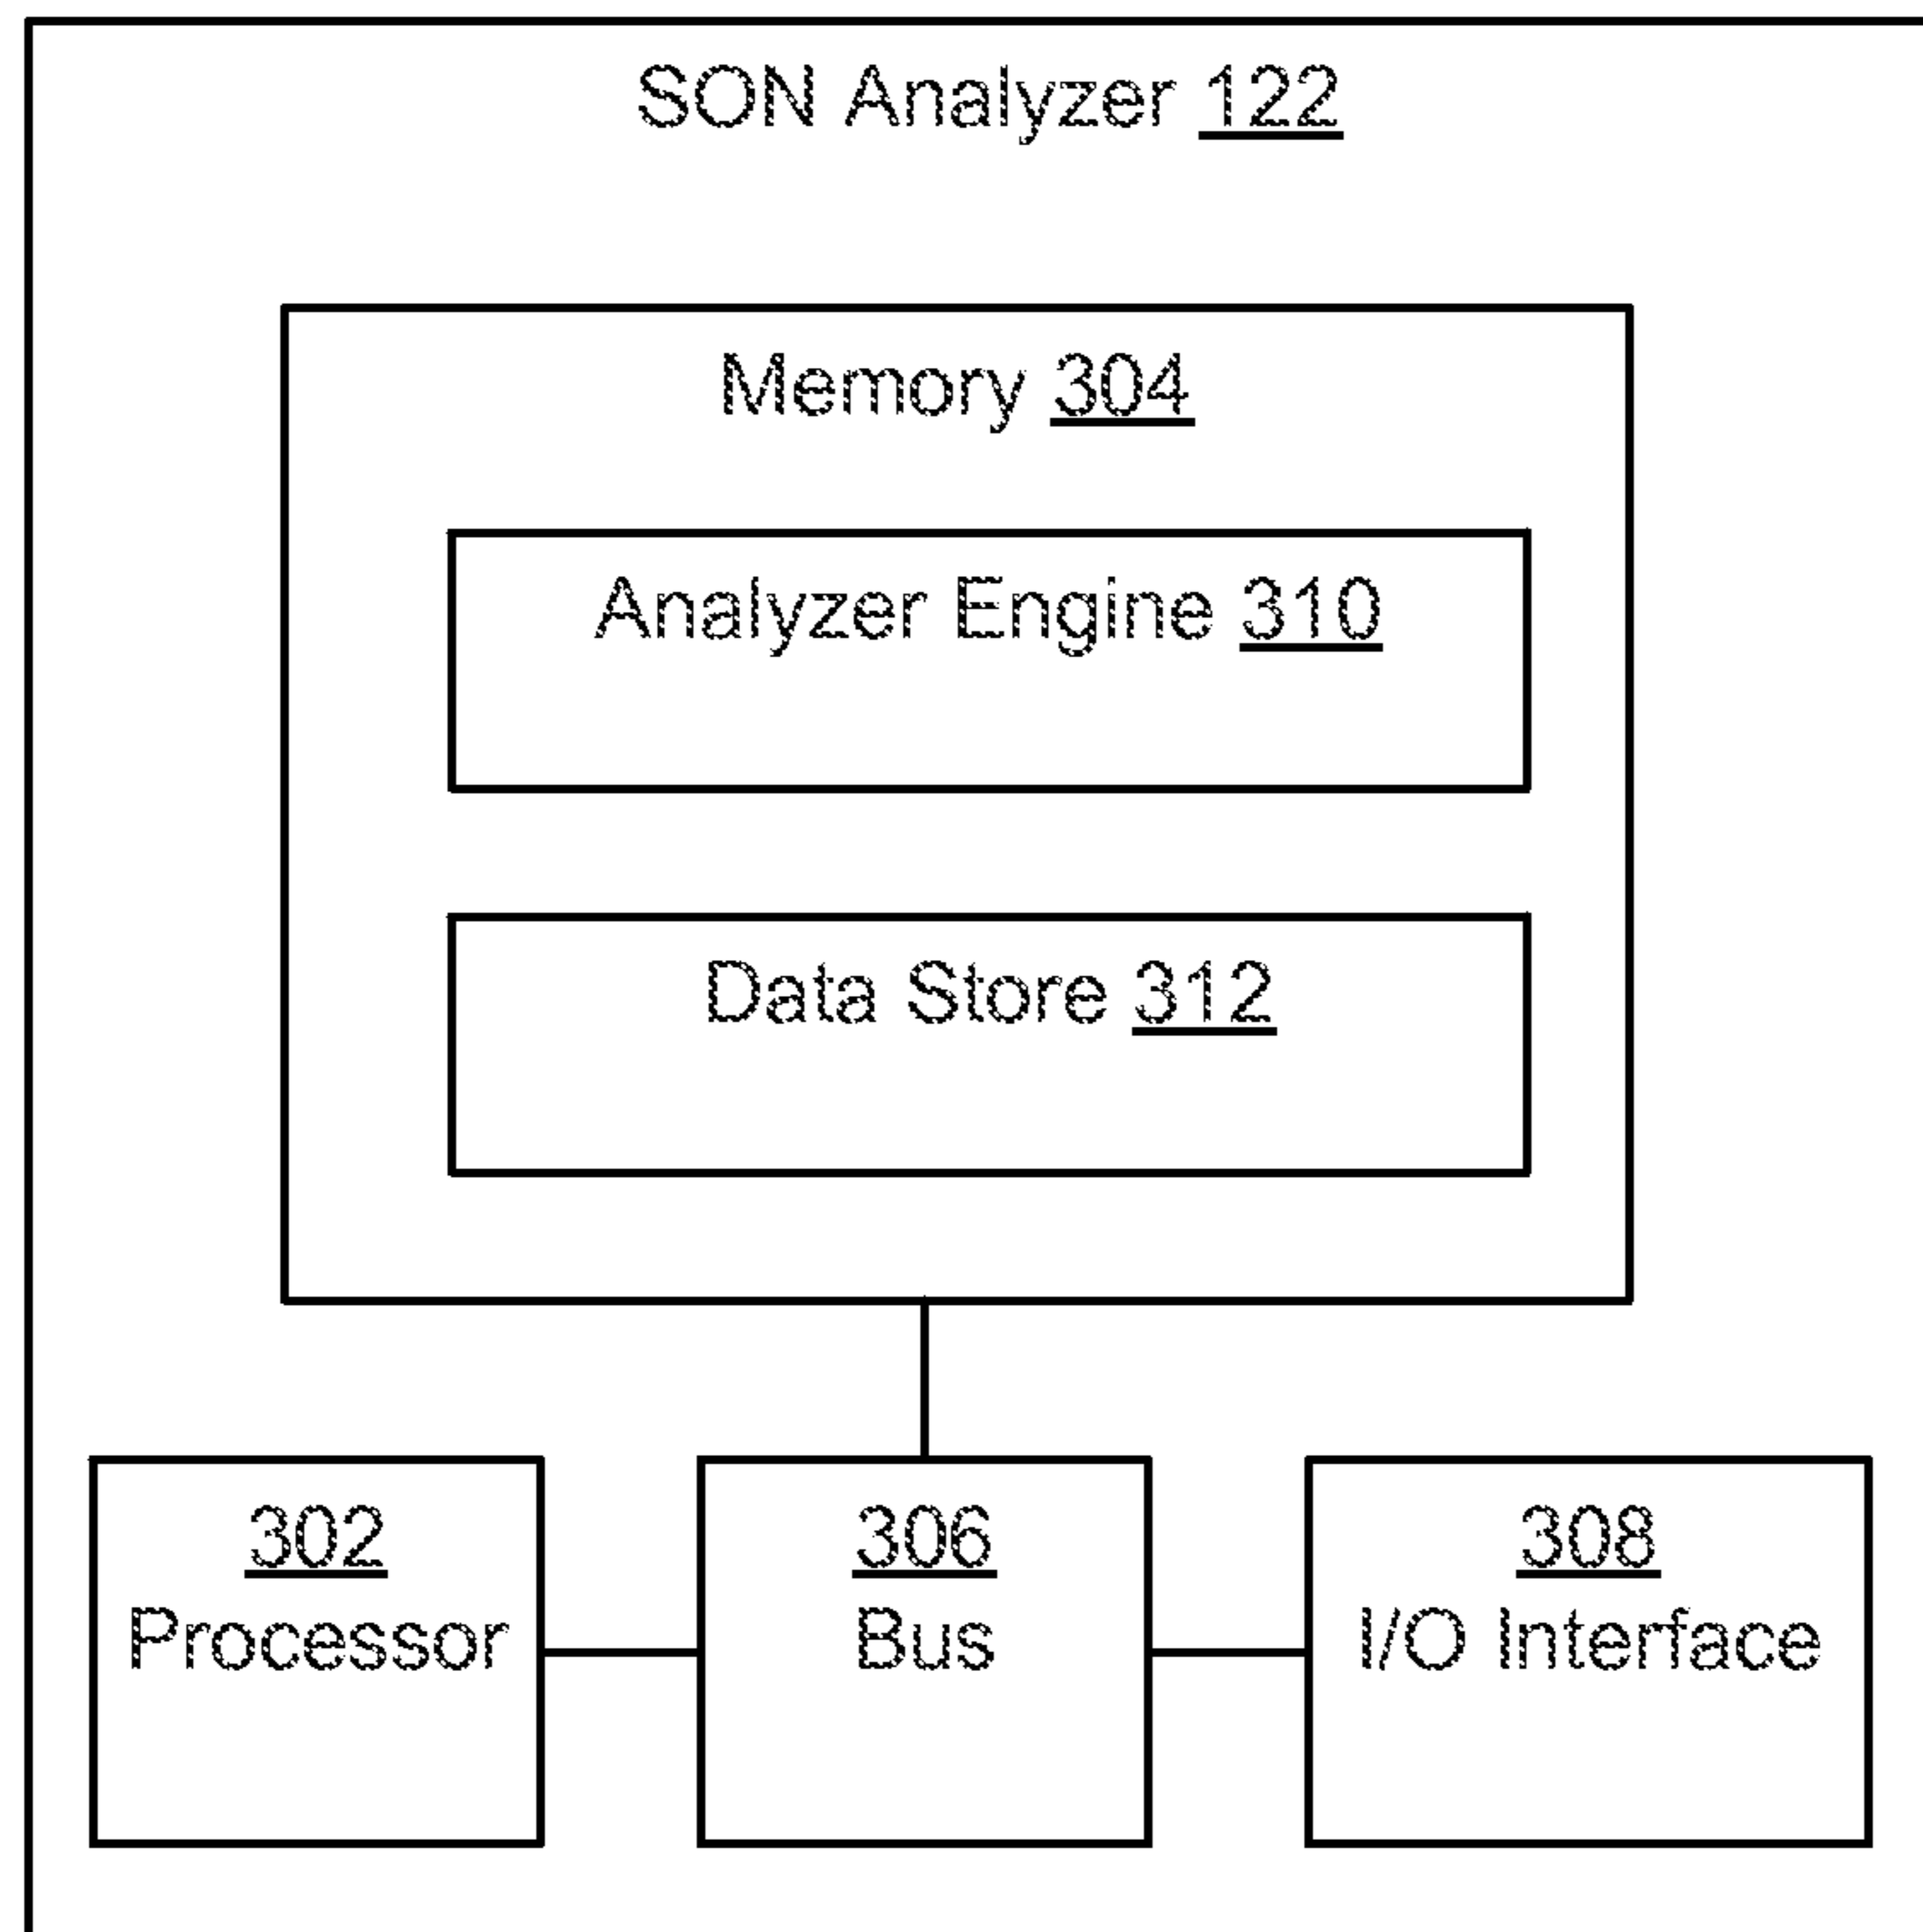 SON Analyzer 122
Memory 304
Analyzer Engine 310
Data Store 312
302
Processor
306
Bus
308
I/O Interface